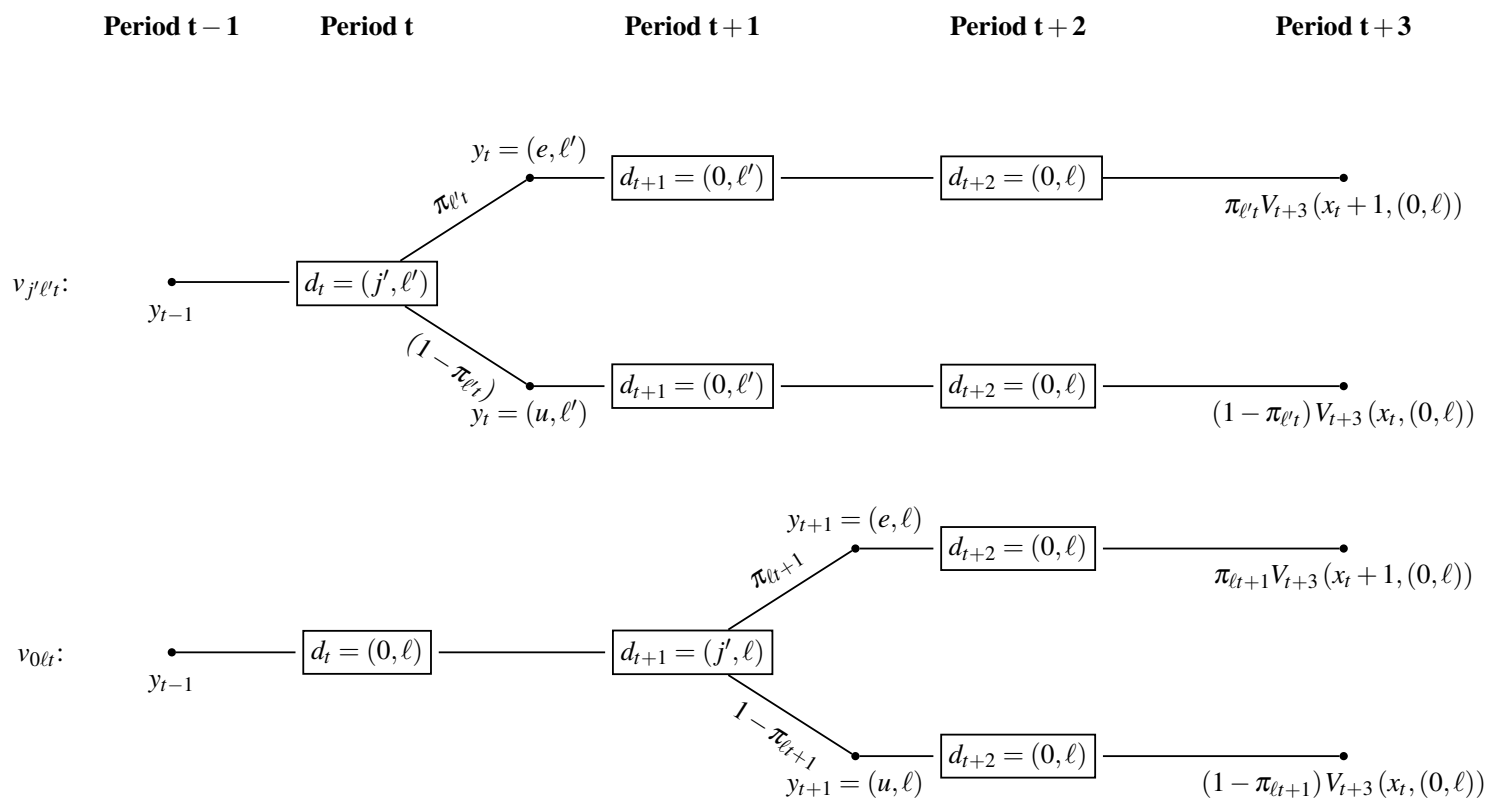 Period t − 1 Period t Period t + 1 Period t + 2 Period t + 3
y_t = (e, ℓ′)
π_{ℓ′t} d_{t+1} = (0, ℓ′) d_{t+2} = (0, ℓ)
π_{ℓ′t}V_{t+3}(x_t + 1, (0, ℓ))
v_{j′ℓ′t}: d_t = (j′, ℓ′)
y_{t−1}
(1 − π_{ℓ′t}) d_{t+1} = (0, ℓ′) d_{t+2} = (0, ℓ)
y_t = (u, ℓ′) (1 − π_{ℓ′t})V_{t+3}(x_t, (0, ℓ))
y_{t+1} = (e, ℓ)
π_{ℓt+1} d_{t+2} = (0, ℓ)
π_{ℓt+1}V_{t+3}(x_t + 1, (0, ℓ))
v_{0ℓt}: d_t = (0, ℓ) d_{t+1} = (j′, ℓ)
y_{t−1}
1 − π_{ℓt+1} d_{t+2} = (0, ℓ)
y_{t+1} = (u, ℓ) (1 − π_{ℓt+1})V_{t+3}(x_t, (0, ℓ))